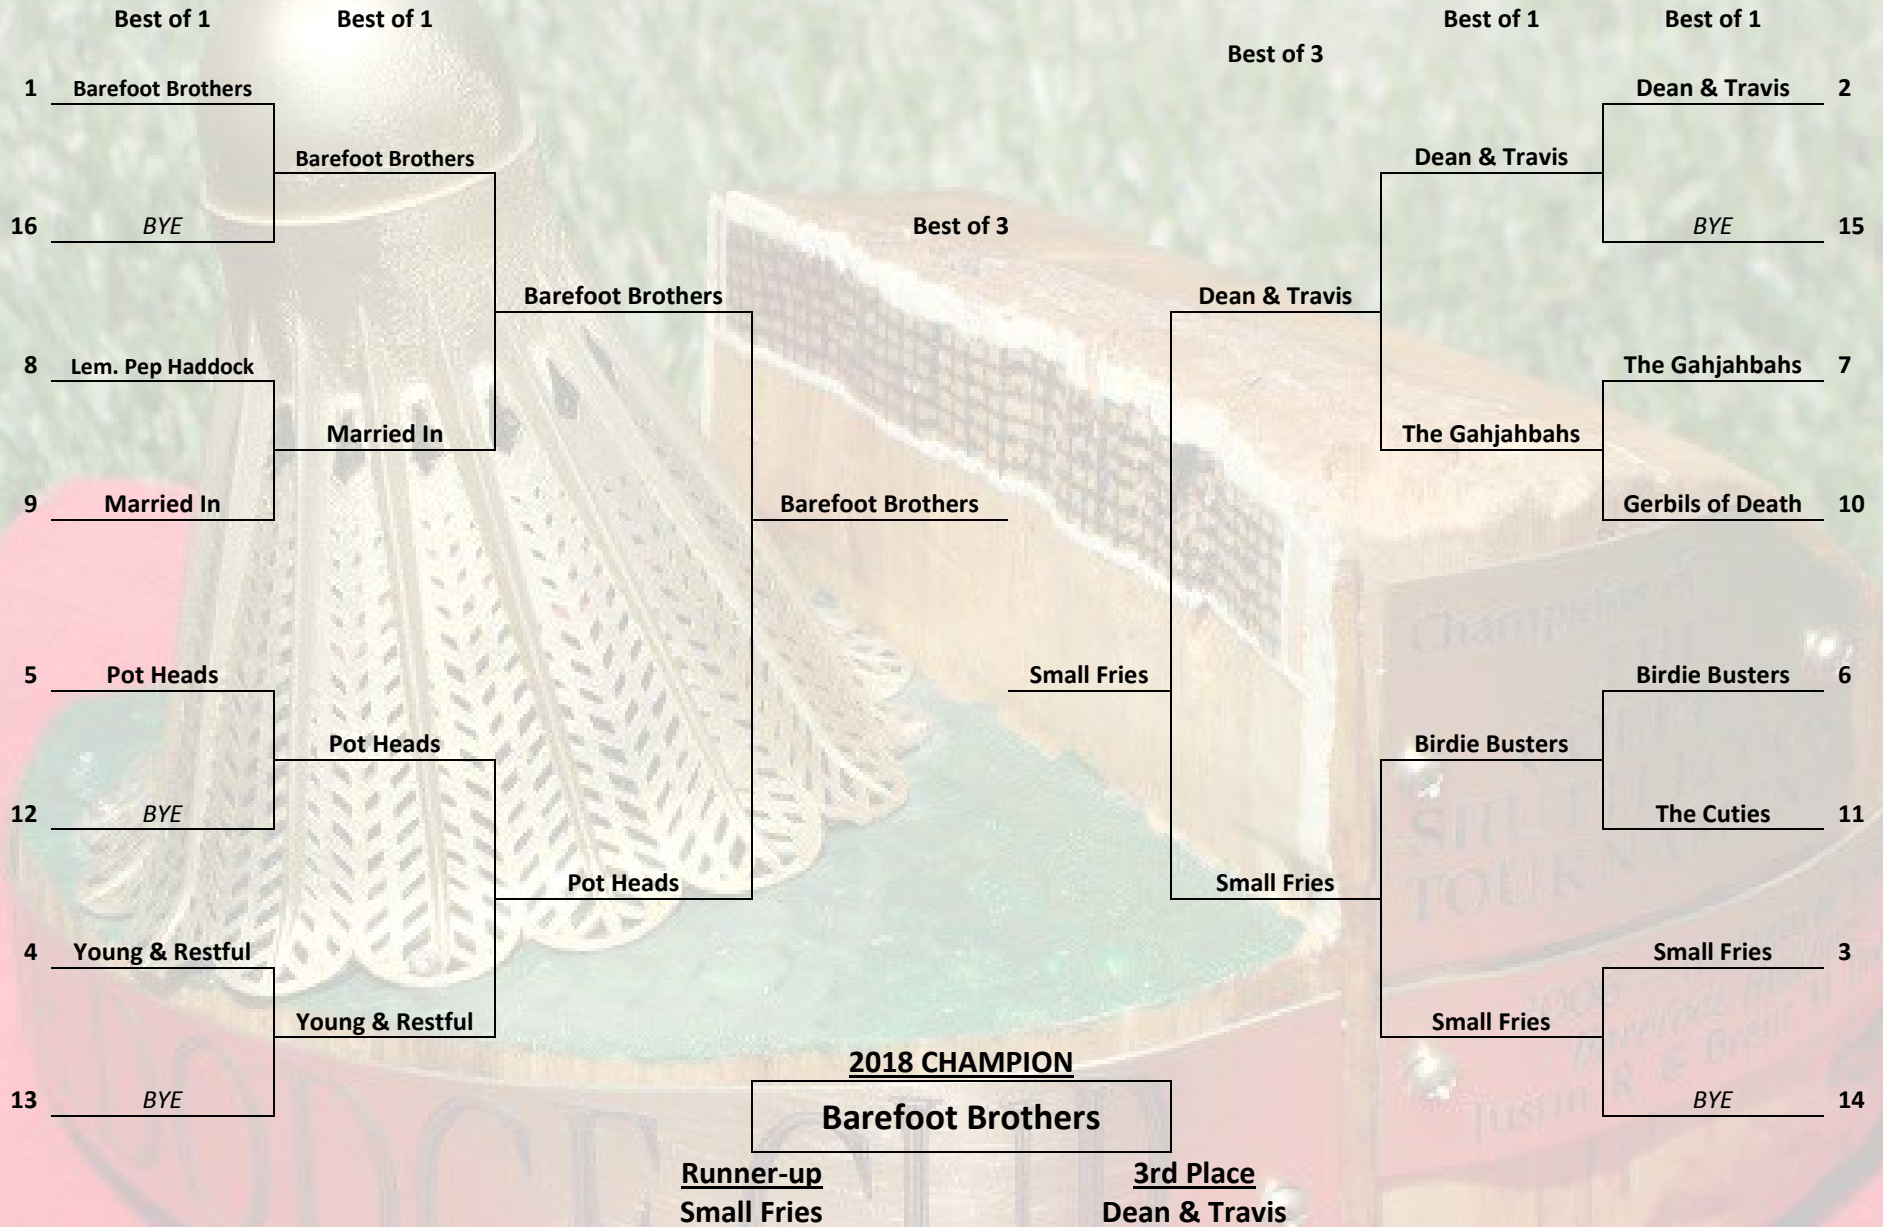 Best of 1
Best of 1
Best of 1
Best of 1
Best of 3
1 Barefoot Brothers
Dean & Travis 2
Barefoot Brothers
Dean & Travis
16 BYE
Best of 3
BYE 15
Barefoot Brothers
Dean & Travis
8 Lem. Pep Haddock
The Gahjahbahs 7
Married In
The Gahjahbahs
9 Married In
Barefoot Brothers
Gerbils of Death 10
Champions of
5 Pot Heads
Small Fries
Birdie Busters 6
Pot Heads
Birdie Busters
12 BYE
The Cuties 11
Pot Heads
Small Fries
4 Young & Restful
Small Fries 3
Young & Restful
Small Fries
2018 CHAMPION
13 BYE
Barefoot Brothers
BYE 14
Runner-up
3rd Place
Small Fries
Dean & Travis